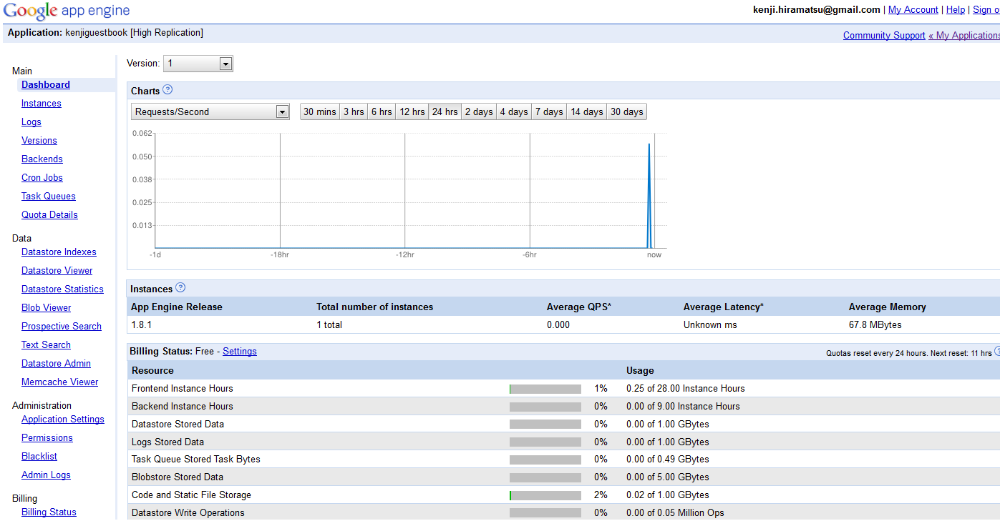 Google app engine
kenji.hiramatsu@gmail.com | My Account | Help | Sign o
Application: kenjiguestbook [High Replication]
Community Support « My Applications
Version: 1
Main
Dashboard
Instances
Logs
Versions
Backends
Cron Jobs
Task Queues
Quota Details
Data
Datastore Indexes
Datastore Viewer
Datastore Statistics
Blob Viewer
Prospective Search
Text Search
Datastore Admin
Memcache Viewer
Administration
Application Settings
Permissions
Blacklist
Admin Logs
Billing
Billing Status
Charts ?
Requests/Second 30 mins 3 hrs 6 hrs 12 hrs 24 hrs 2 days 4 days 7 days 14 days 30 days
0.062
0.050
0.038
0.025
0.013
-1d -18hr -12hr -6hr now
Instances ?
App Engine Release Total number of instances Average QPS* Average Latency* Average Memory
1.8.1 1 total 0.000 Unknown ms 67.8 MBytes
Billing Status: Free - Settings Quotas reset every 24 hours. Next reset: 11 hrs ?
Resource Usage
Frontend Instance Hours 1% 0.25 of 28.00 Instance Hours
Backend Instance Hours 0% 0.00 of 9.00 Instance Hours
Datastore Stored Data 0% 0.00 of 1.00 GBytes
Logs Stored Data 0% 0.00 of 1.00 GBytes
Task Queue Stored Task Bytes 0% 0.00 of 0.49 GBytes
Blobstore Stored Data 0% 0.00 of 5.00 GBytes
Code and Static File Storage 2% 0.02 of 1.00 GBytes
Datastore Write Operations 0% 0.00 of 0.05 Million Ops